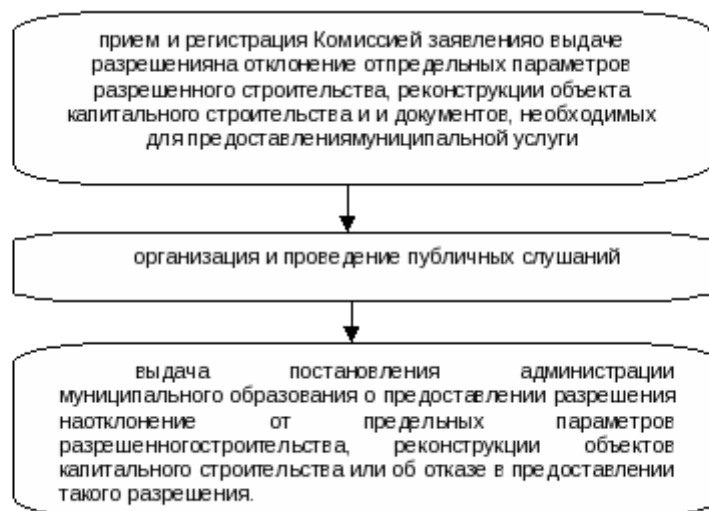 прием и регистрация Комиссией заявленияо выдаче
разрешенияна отклонение отпредельных параметров
разрешенного строительства, реконструкции объекта
капитального строительства и и документов, необходимых
для предоставлениямуниципальной услуги
организация и проведение публичных слушаний
выдача постановления администрации
муниципального образования о предоставлении разрешения
наотклонение от предельных параметров
разрешенногостроительства, реконструкции объектов
капитального строительства или об отказе в предоставлении
такого разрешения.